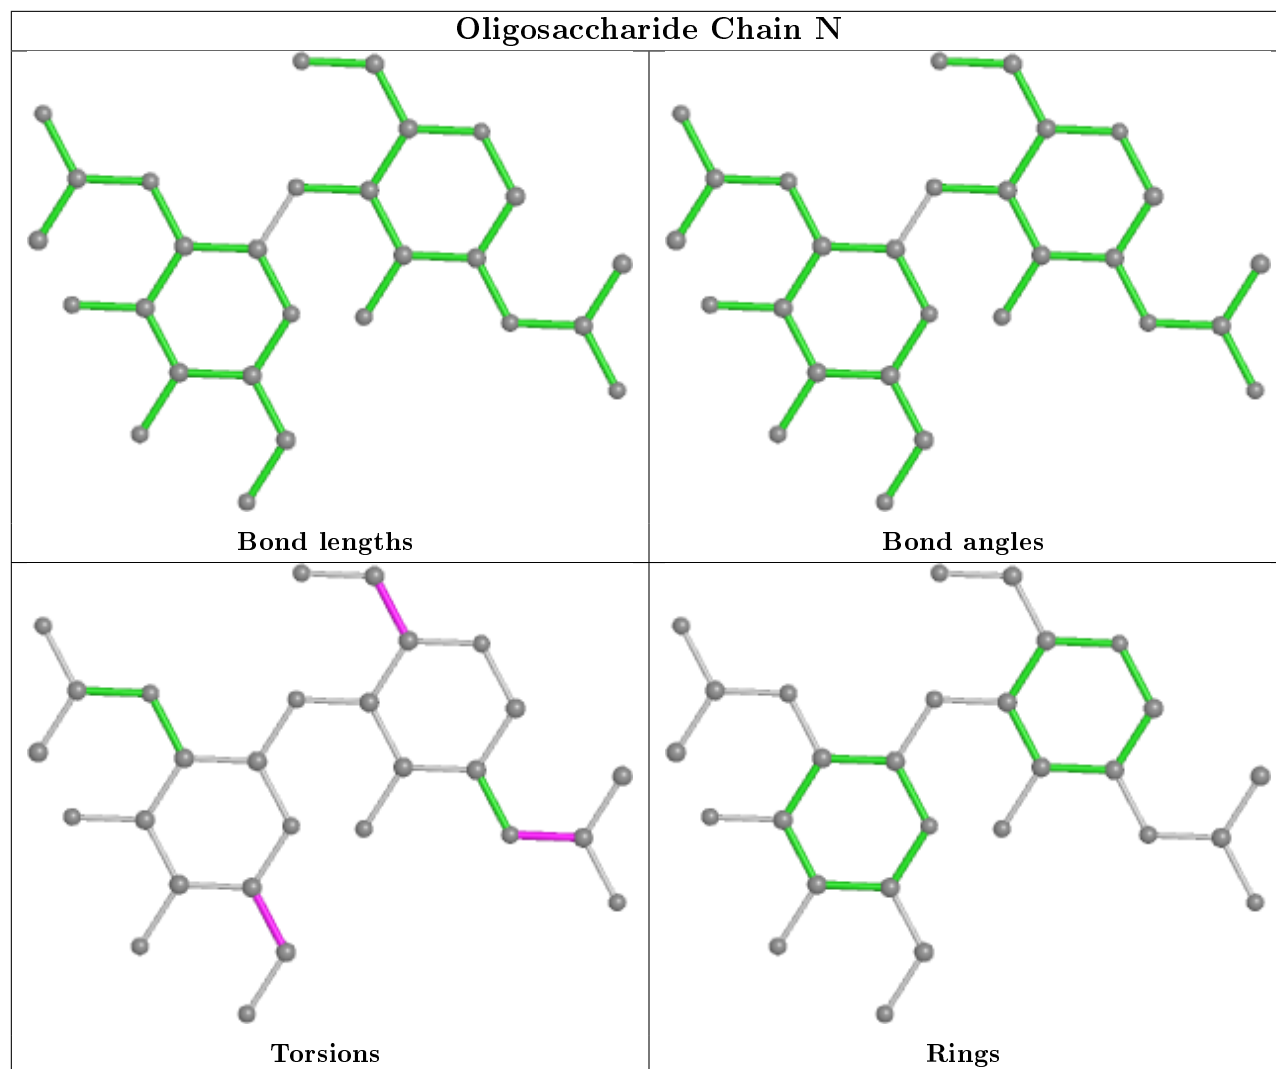 Oligosaccharide Chain N
Bond lengths
Bond angles
Torsions
Rings